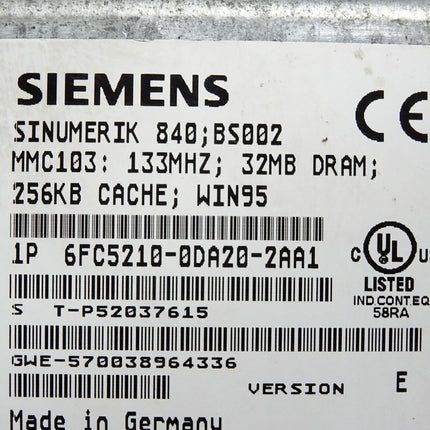 SIEMENS
CE
SINUMERIK 840;BS002
MMC103: 133MHZ; 32MB DRAM;
256KB CACHE; WIN95
1P 6FC5210-0DA20-2AA1
C UL US
LISTED
IND.CONT.EQ
58RA
S T-P52037615
GWE-570038964336
VERSION E
Made in Germany